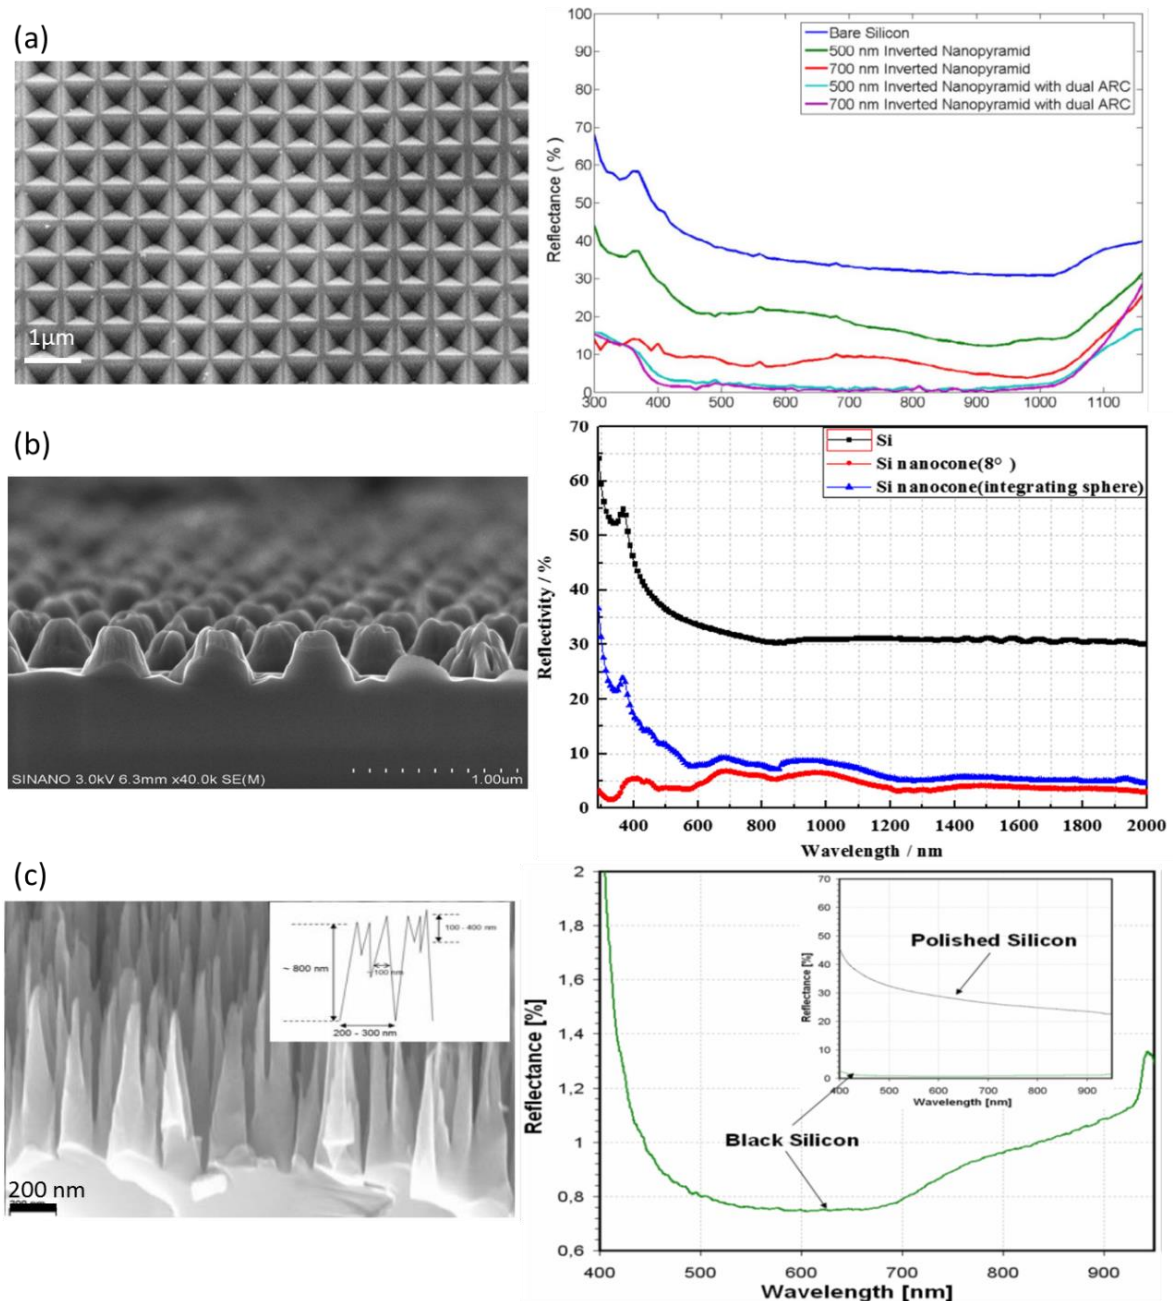 (a)
1μm
100
90
80
70
60
50
40
30
20
10
0
Reflectance ( % )
Bare Silicon
500 nm Inverted Nanopyramid
700 nm Inverted Nanopyramid
500 nm Inverted Nanopyramid with dual ARC
700 nm Inverted Nanopyramid with dual ARC
300 400 500 600 700 800 900 1000 1100
(b)
SINANO 3.0kV 6.3mm x40.0k SE(M)
1.00um
70
60
50
40
30
20
10
0
Reflectivity / %
Si
Si nanocone(8° )
Si nanocone(integrating sphere)
400 600 800 1000 1200 1400 1600 1800 2000
Wavelength / nm
(c)
~ 800 nm
100 - 400 nm
~100 nm
200 - 300 nm
200 nm
2
1,8
1,6
1,4
1,2
1
0,8
0,6
Reflectance [%]
70
60
50
40
30
20
10
0
Reflectance [%]
Polished Silicon
400 500 600 700 800 900
Wavelength [nm]
Black Silicon
400 500 600 700 800 900
Wavelength [nm]